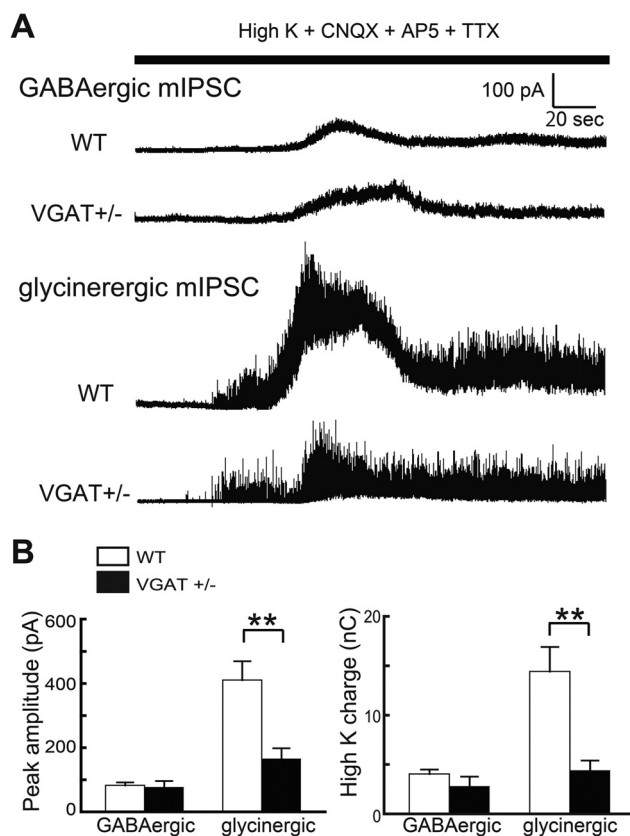 A
High K + CNQX + AP5 + TTX
GABAergic mIPSC
100 pA
20 sec
WT
VGAT+/-
glycinerergic mIPSC
WT
VGAT+/-
B
WT
VGAT +/-
Peak amplitude (pA)
600
400
200
0
**
GABAergic glycinergic
High K charge (nC)
20
10
0
**
GABAergic glycinergic